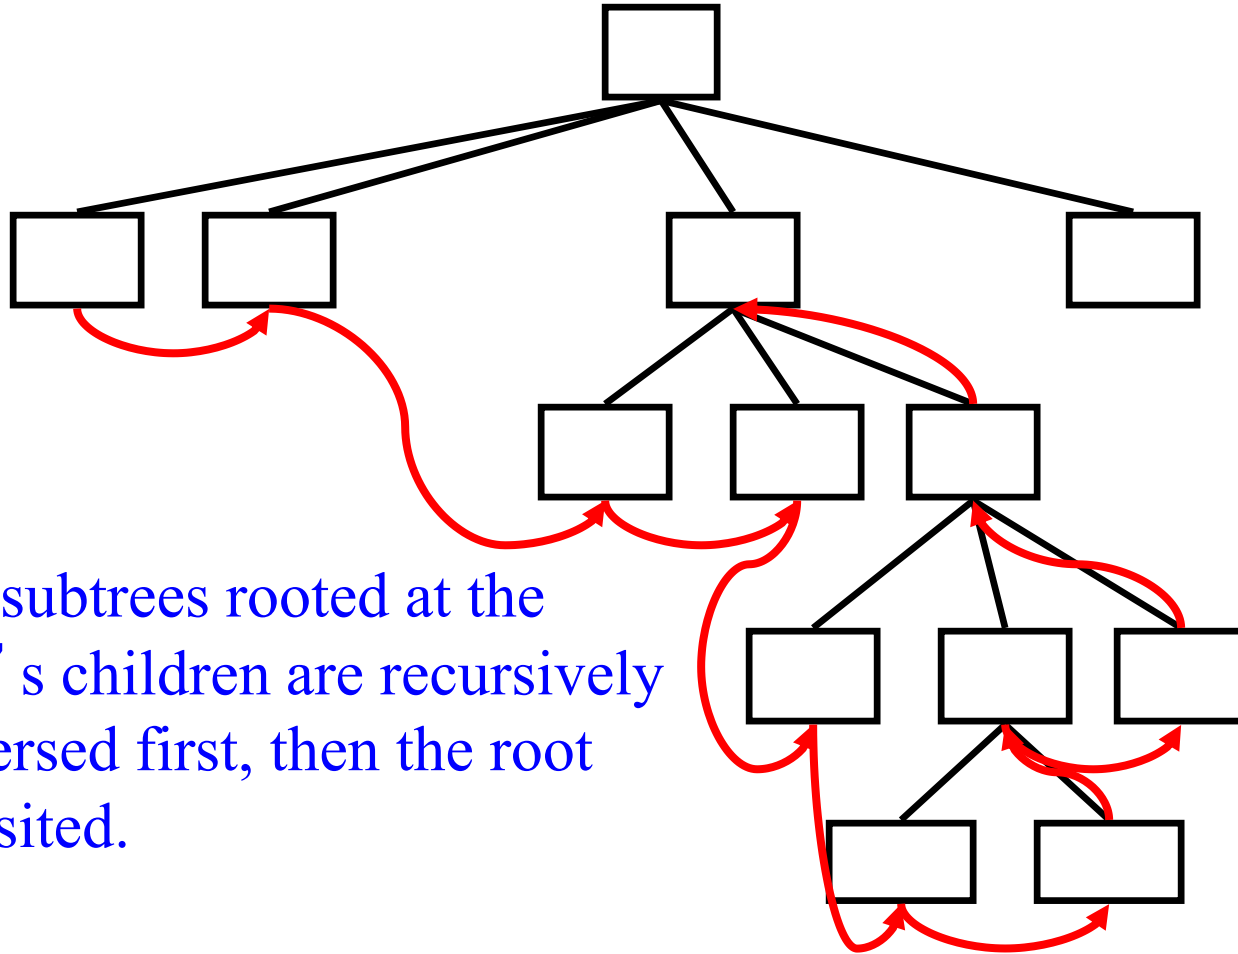 subtrees rooted at the
’ s children are recursively
ersed first, then the root
sited.